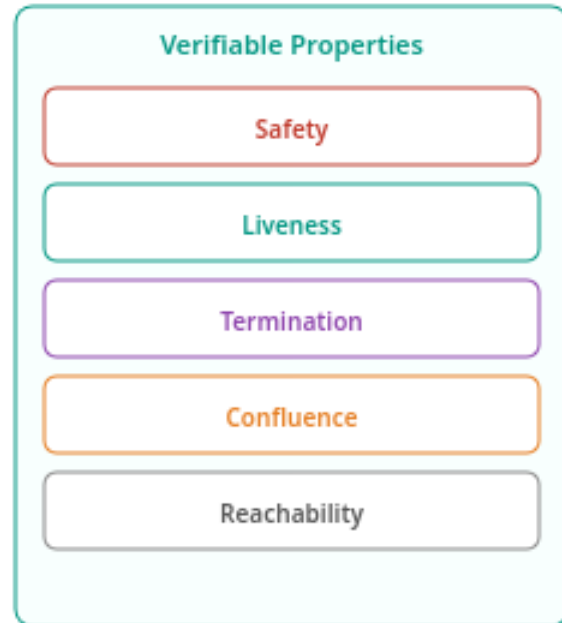 Verifiable Properties
Safety
Liveness
Termination
Confluence
Reachability